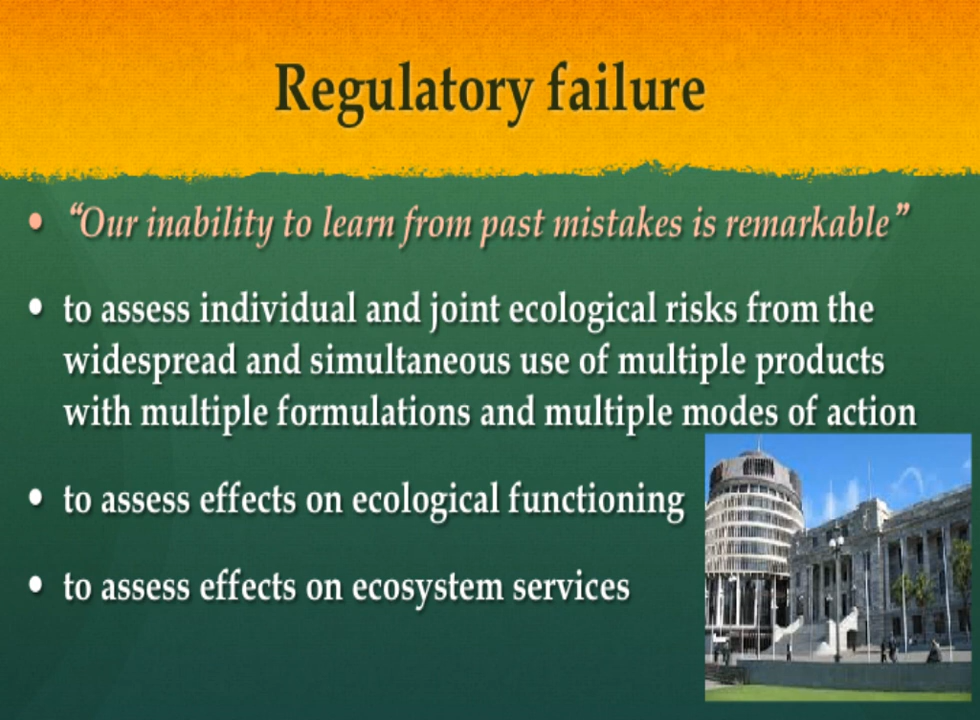 Regulatory failure
• “Our inability to learn from past mistakes is remarkable”
• to assess individual and joint ecological risks from the
widespread and simultaneous use of multiple products
with multiple formulations and multiple modes of action
• to assess effects on ecological functioning
• to assess effects on ecosystem services